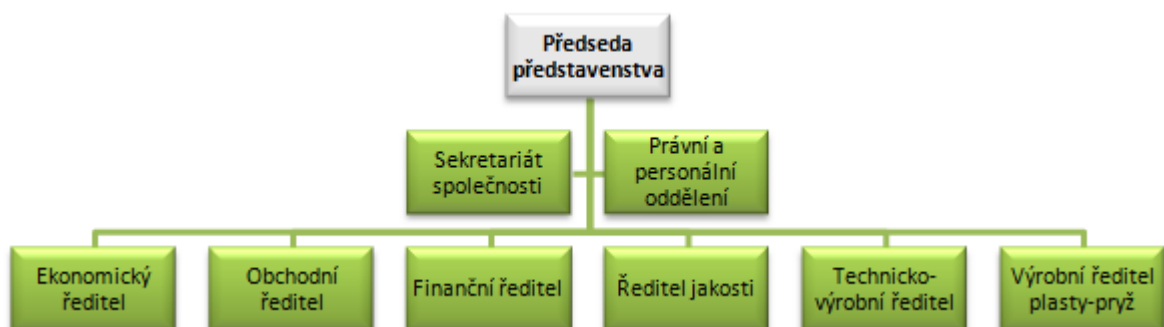 Předseda
představenstva
Sekretariát
společnosti
Právní a
personální
oddělení
Ekonomický
ředitel
Obchodní
ředitel
Finanční ředitel
Ředitel jakosti
Technicko-
výrobní ředitel
Výrobní ředitel
plasty-pryž